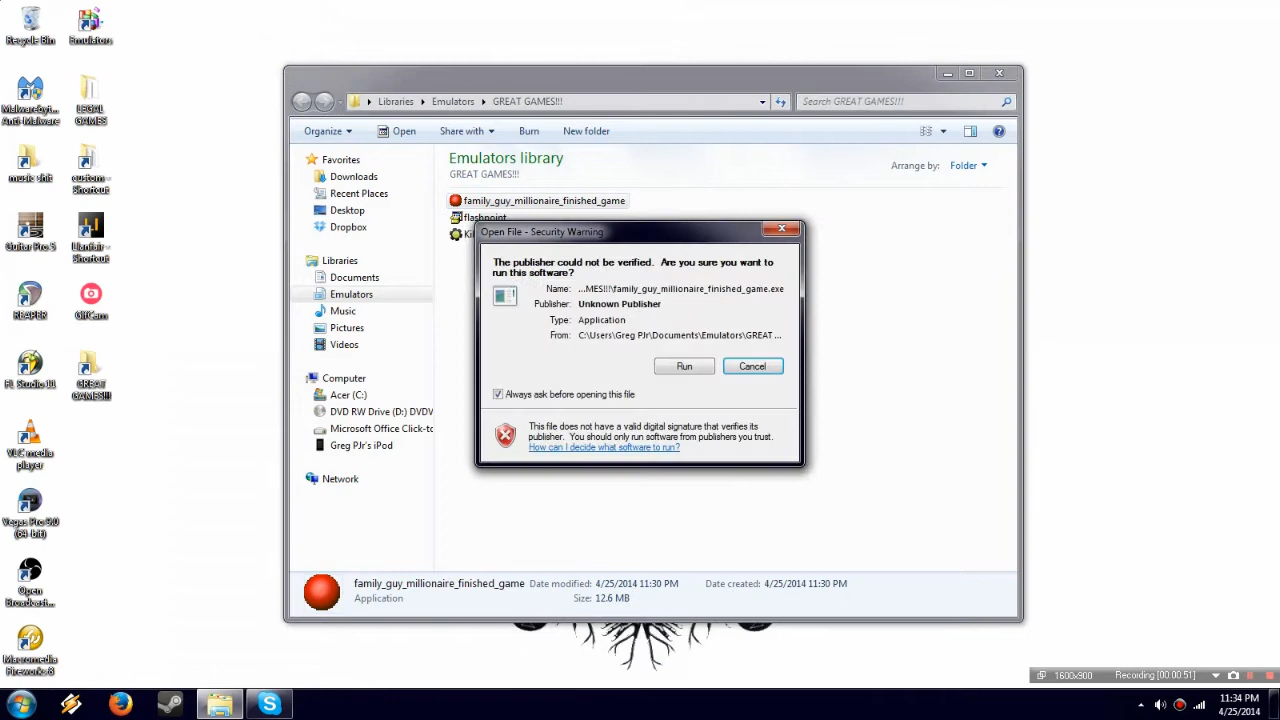 Recycle Bin
Emulators
Malwareby...
Anti-Malware
LEGAL
GAMES
music shit
custom -
Shortcut
Guitar Pro 5
Llanfair -
Shortcut
REAPER
GifCam
FL Studio 11
GREAT
GAMES!!!
VLC media
player
Vegas Pro 9.0
(64-bit)
Open
Broadcast...
Macromedia
Fireworks 8
Libraries
Emulators
GREAT GAMES!!!
Search GREAT GAMES!!!
Organize
Open
Share with
Burn
New folder
Favorites
Downloads
Recent Places
Desktop
Dropbox
Libraries
Documents
Emulators
Music
Pictures
Videos
Computer
Acer (C:)
DVD RW Drive (D:) DVDV
Microsoft Office Click-to
Greg PJr's iPod
Network
Emulators library
GREAT GAMES!!!
Arrange by: Folder
family_guy_millionaire_finished_game
flashpoint
Open File - Security Warning
The publisher could not be verified. Are you sure you want to
run this software?
Name: ...MES!!!\family_guy_millionaire_finished_game.exe
Publisher: Unknown Publisher
Type: Application
From: C:\Users\Greg PJr\Documents\Emulators\GREAT ...
Run
Cancel
Always ask before opening this file
This file does not have a valid digital signature that verifies its
publisher. You should only run software from publishers you trust.
How can I decide what software to run?
family_guy_millionaire_finished_game Date modified: 4/25/2014 11:30 PM Date created: 4/25/2014 11:30 PM
Application Size: 12.6 MB
1600x900 Recording [00:00:51]
11:34 PM
4/25/2014